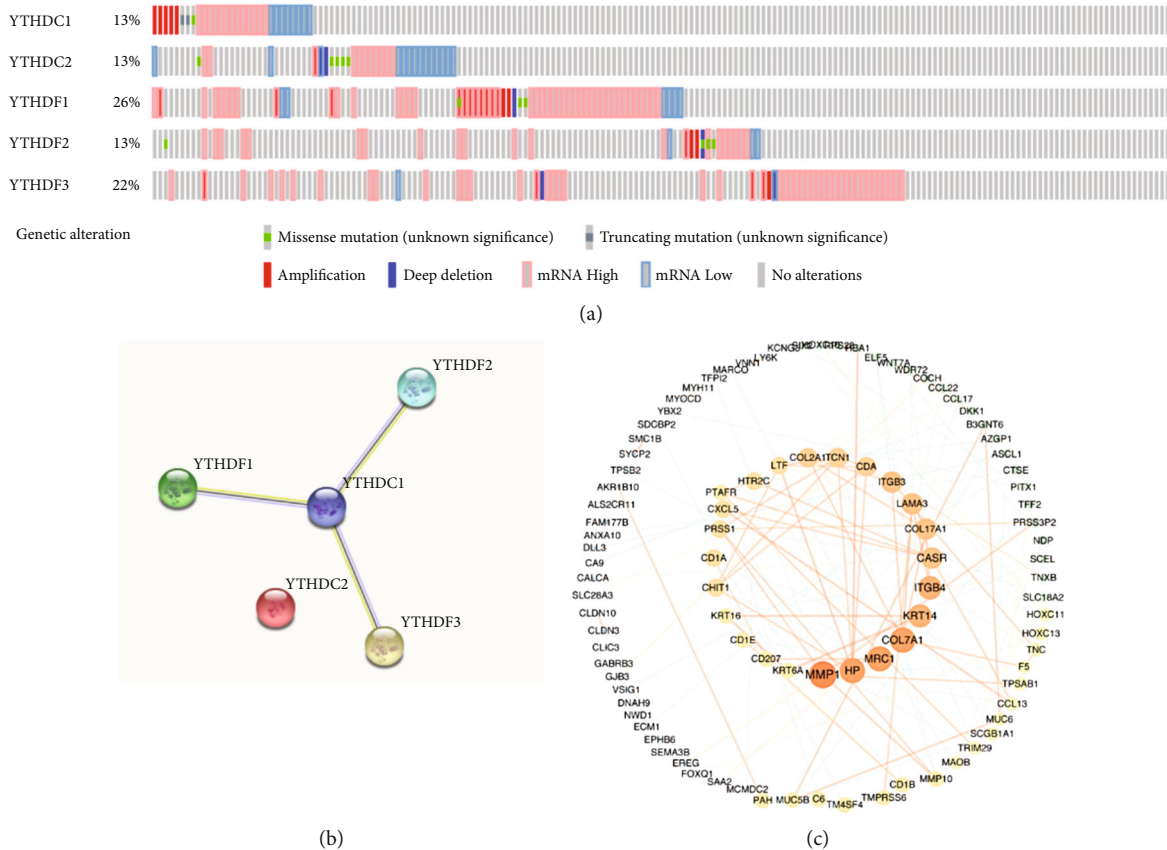 YTHDC1 13%
YTHDC2 13%
YTHDF1 26%
YTHDF2 13%
YTHDF3 22%
Genetic alteration
Missense mutation (unknown significance)
Truncating mutation (unknown significance)
Amplification
Deep deletion
mRNA High
mRNA Low
No alterations
(a)
YTHDF2
YTHDF1
YTHDC1
YTHDC2
YTHDF3
(b)
HBA1
ELF5
WNT7A
WDR72
COCH
CCL22
CCL17
DKK1
B3GNT6
AZGP1
ASCL1
CTSE
PITX1
TFF2
PRSS3P2
NDP
SCEL
TNXB
SLC18A2
HOXC11
HOXC13
TNC
F5
TPSAB1
CCL13
MUC6
SCGB1A1
TRIM29
MAOB
MMP10
CD1B
TMPRSS6
TM4SF4
C6
MUC5B
PAH
MCMDC2
SAA2
FOXQ1
EREG
SEMA3B
EPHB6
ECM1
NWD1
DNAH9
VSIG1
GJB3
GABRB3
CLIC3
CLDN3
CLDN10
SLC28A3
CALCA
CA9
DLL3
ANXA10
FAM177B
ALS2CR11
AKR1B10
TPSB2
SYCP2
SMC1B
SDCBP2
YBX2
MYOCD
MYH11
TFPI2
MARCO
VNN1
LY6K
COL2A1
TCN1
CDA
ITGB3
LAMA3
COL17A1
CASR
ITGB4
KRT14
COL7A1
MRC1
HP
MMP1
KRT6A
CD207
CD1E
KRT16
CHIT1
CD1A
PRSS1
CXCL5
PTAFR
HTR2C
LTF
(c)